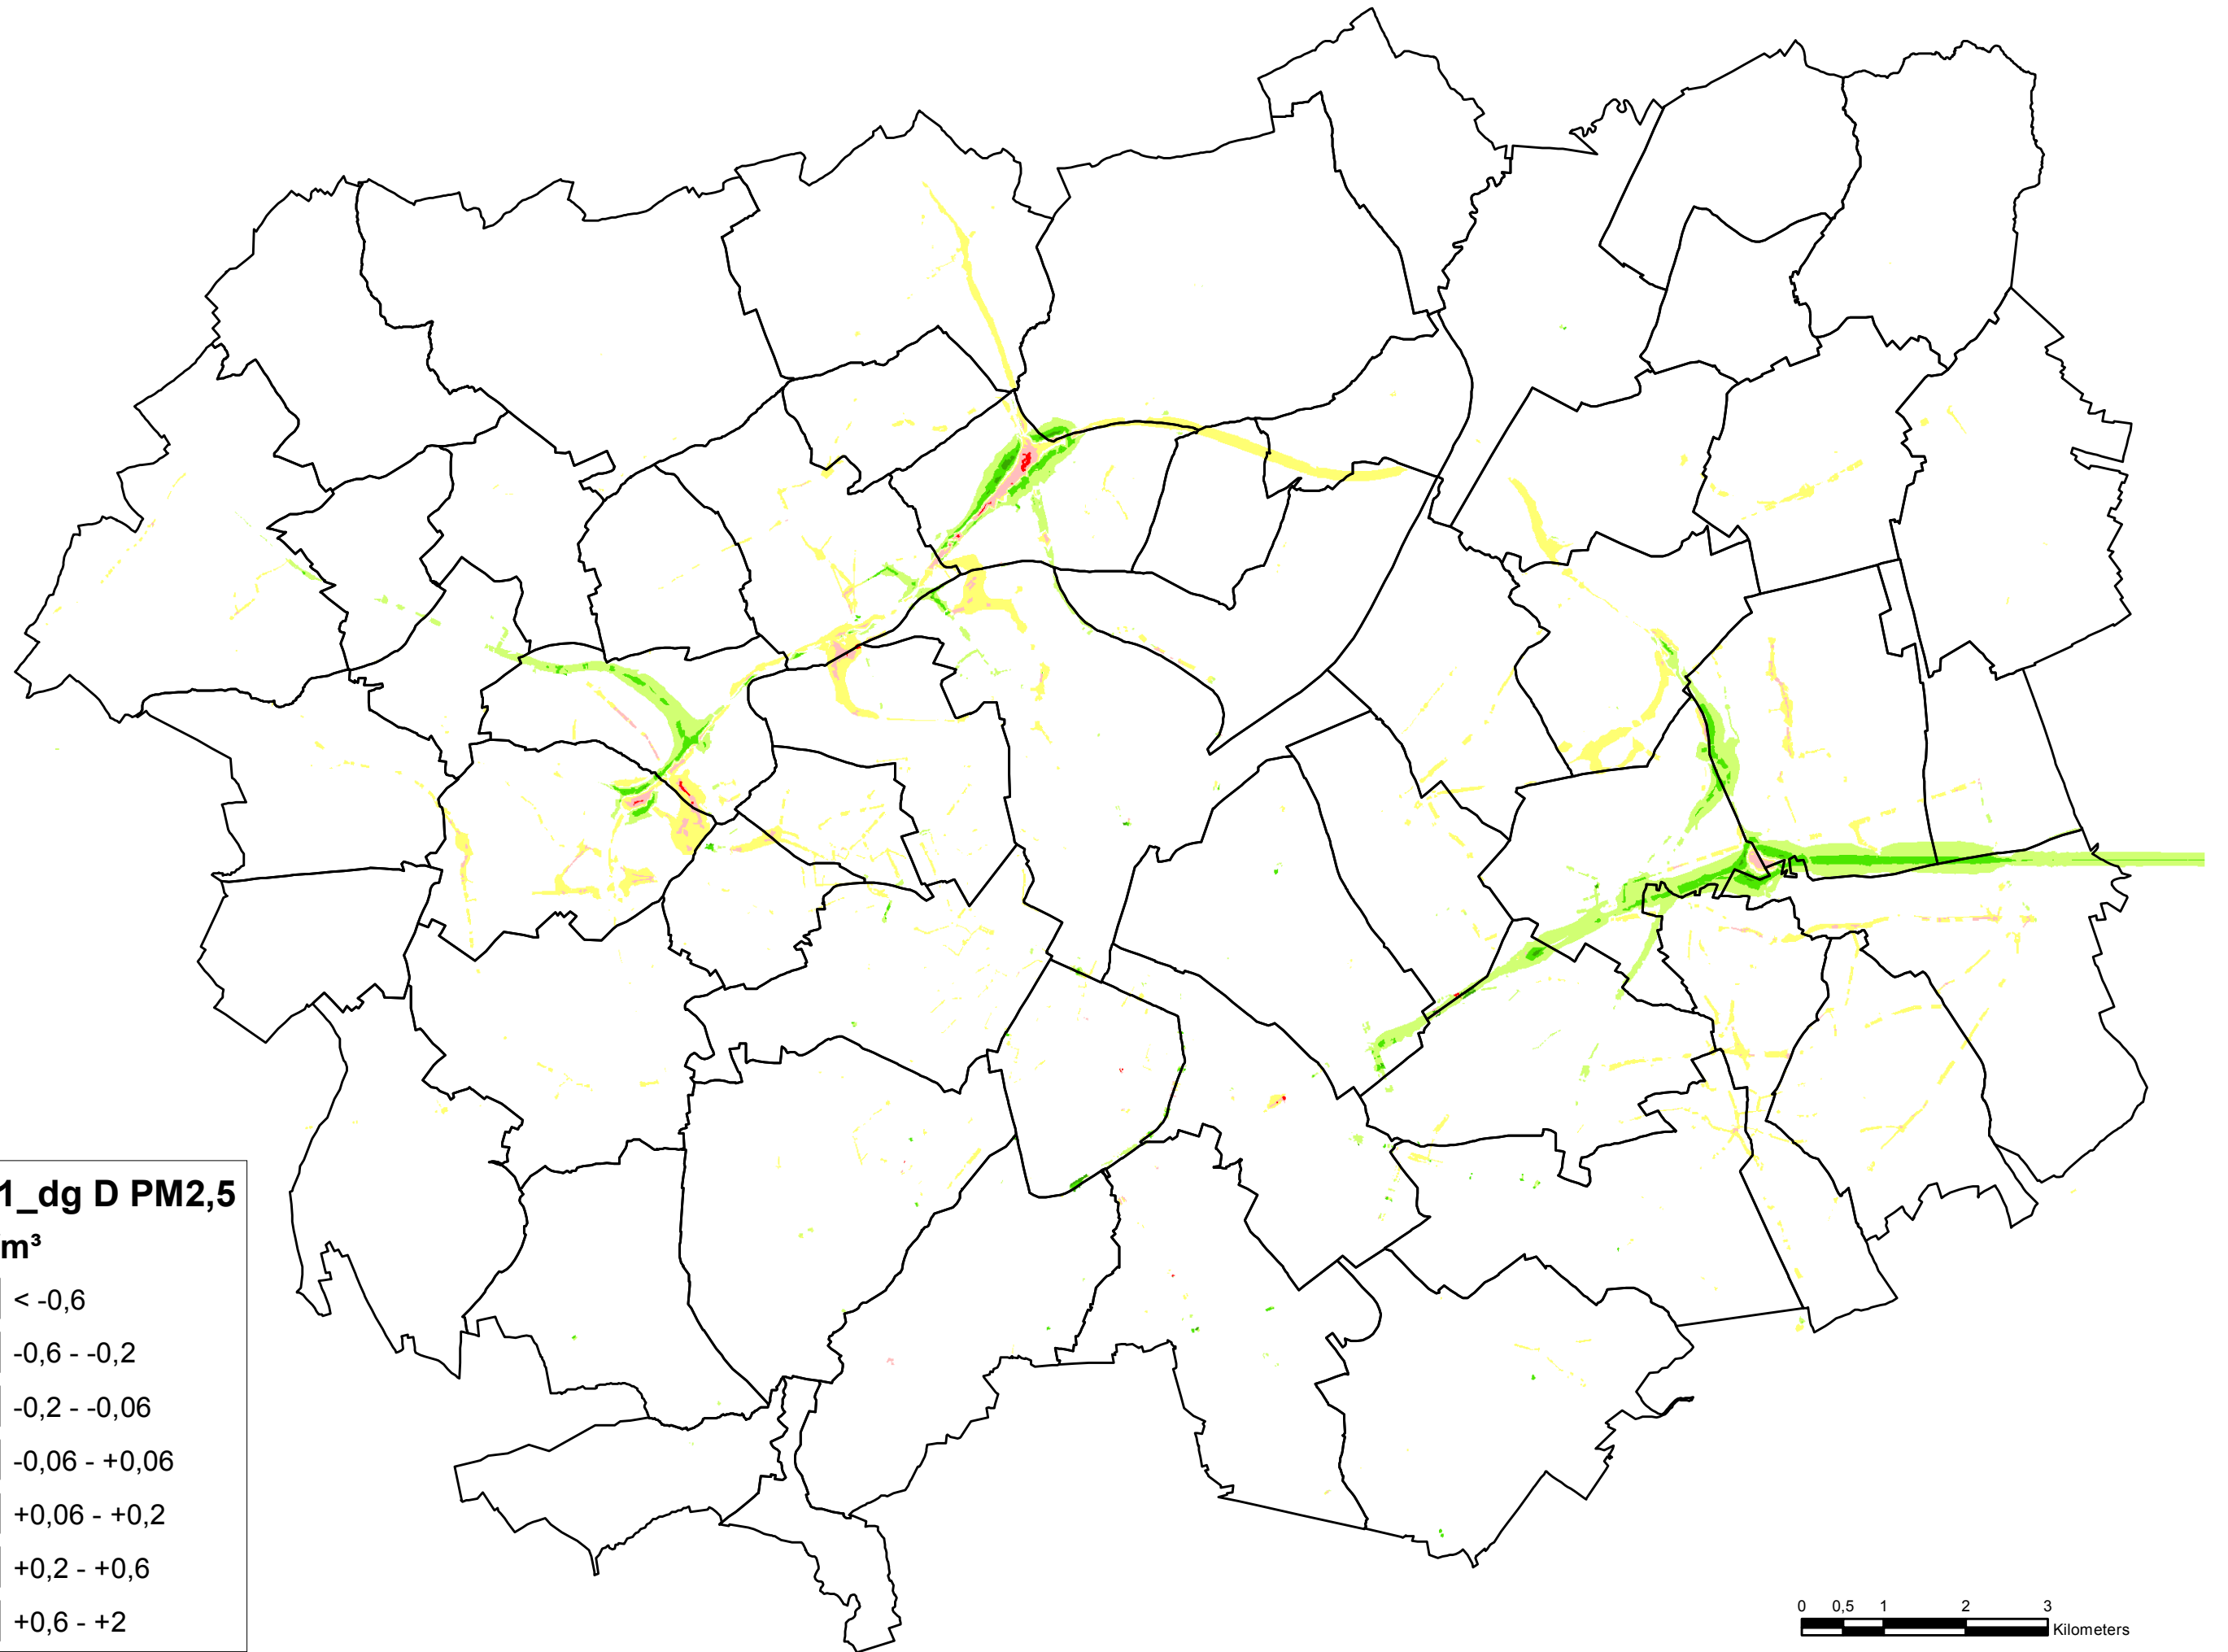 1_dg D PM2,5
m³
< -0,6
-0,6 - -0,2
-0,2 - -0,06
-0,06 - +0,06
+0,06 - +0,2
+0,2 - +0,6
+0,6 - +2
0 0,5 1 2 3
Kilometers